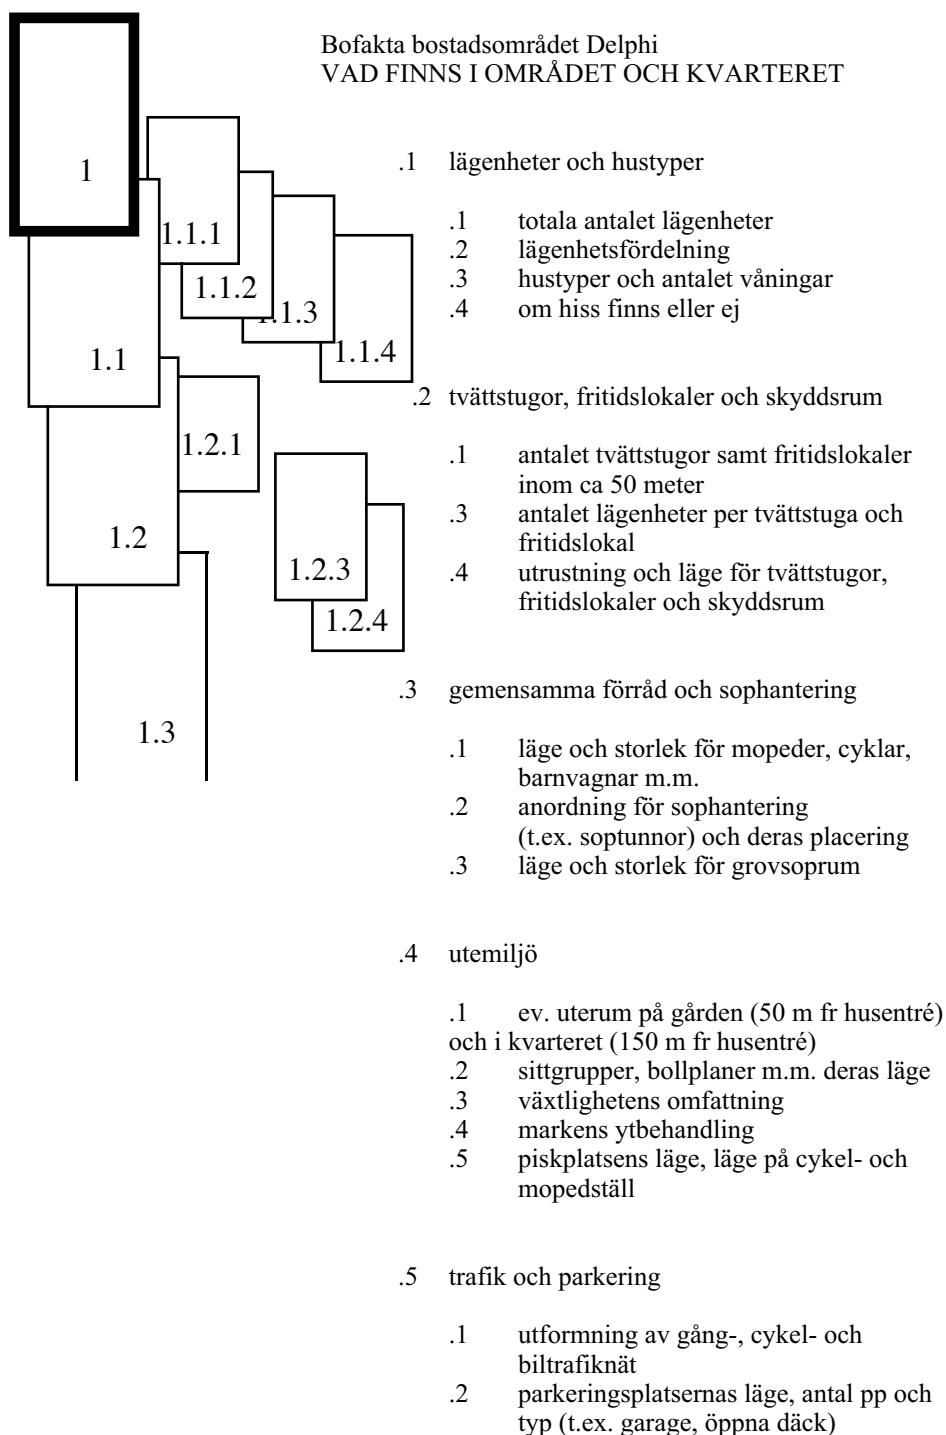 Bofakta bostadsområdet Delphi
VAD FINNS I OMRÅDET OCH KVARTERET
1
1.1.1
1.1.2
1.1.3
1.1.4
1.1
1.2.1
1.2
1.2.3
1.2.4
1.3
.1 lägenheter och hustyper
.1 totala antalet lägenheter
.2 lägenhetsfördelning
.3 hustyper och antalet våningar
.4 om hiss finns eller ej
.2 tvättstugor, fritidslokaler och skyddsrum
.1 antalet tvättstugor samt fritidslokaler
inom ca 50 meter
.3 antalet lägenheter per tvättstuga och
fritidslokal
.4 utrustning och läge för tvättstugor,
fritidslokaler och skyddsrum
.3 gemensamma förråd och sophantering
.1 läge och storlek för mopeder, cyklar,
barnvagnar m.m.
.2 anordning för sophantering
(t.ex. soptunnor) och deras placering
.3 läge och storlek för grovsoprum
.4 utemiljö
.1 ev. uterum på gården (50 m fr husentré)
och i kvarteret (150 m fr husentré)
.2 sittgrupper, bollplaner m.m. deras läge
.3 växtlighetens omfattning
.4 markens ytbehandling
.5 piskplatsens läge, läge på cykel- och
mopedställ
.5 trafik och parkering
.1 utformning av gång-, cykel- och
biltrafiknät
.2 parkeringsplatsernas läge, antal pp och
typ (t.ex. garage, öppna däck)